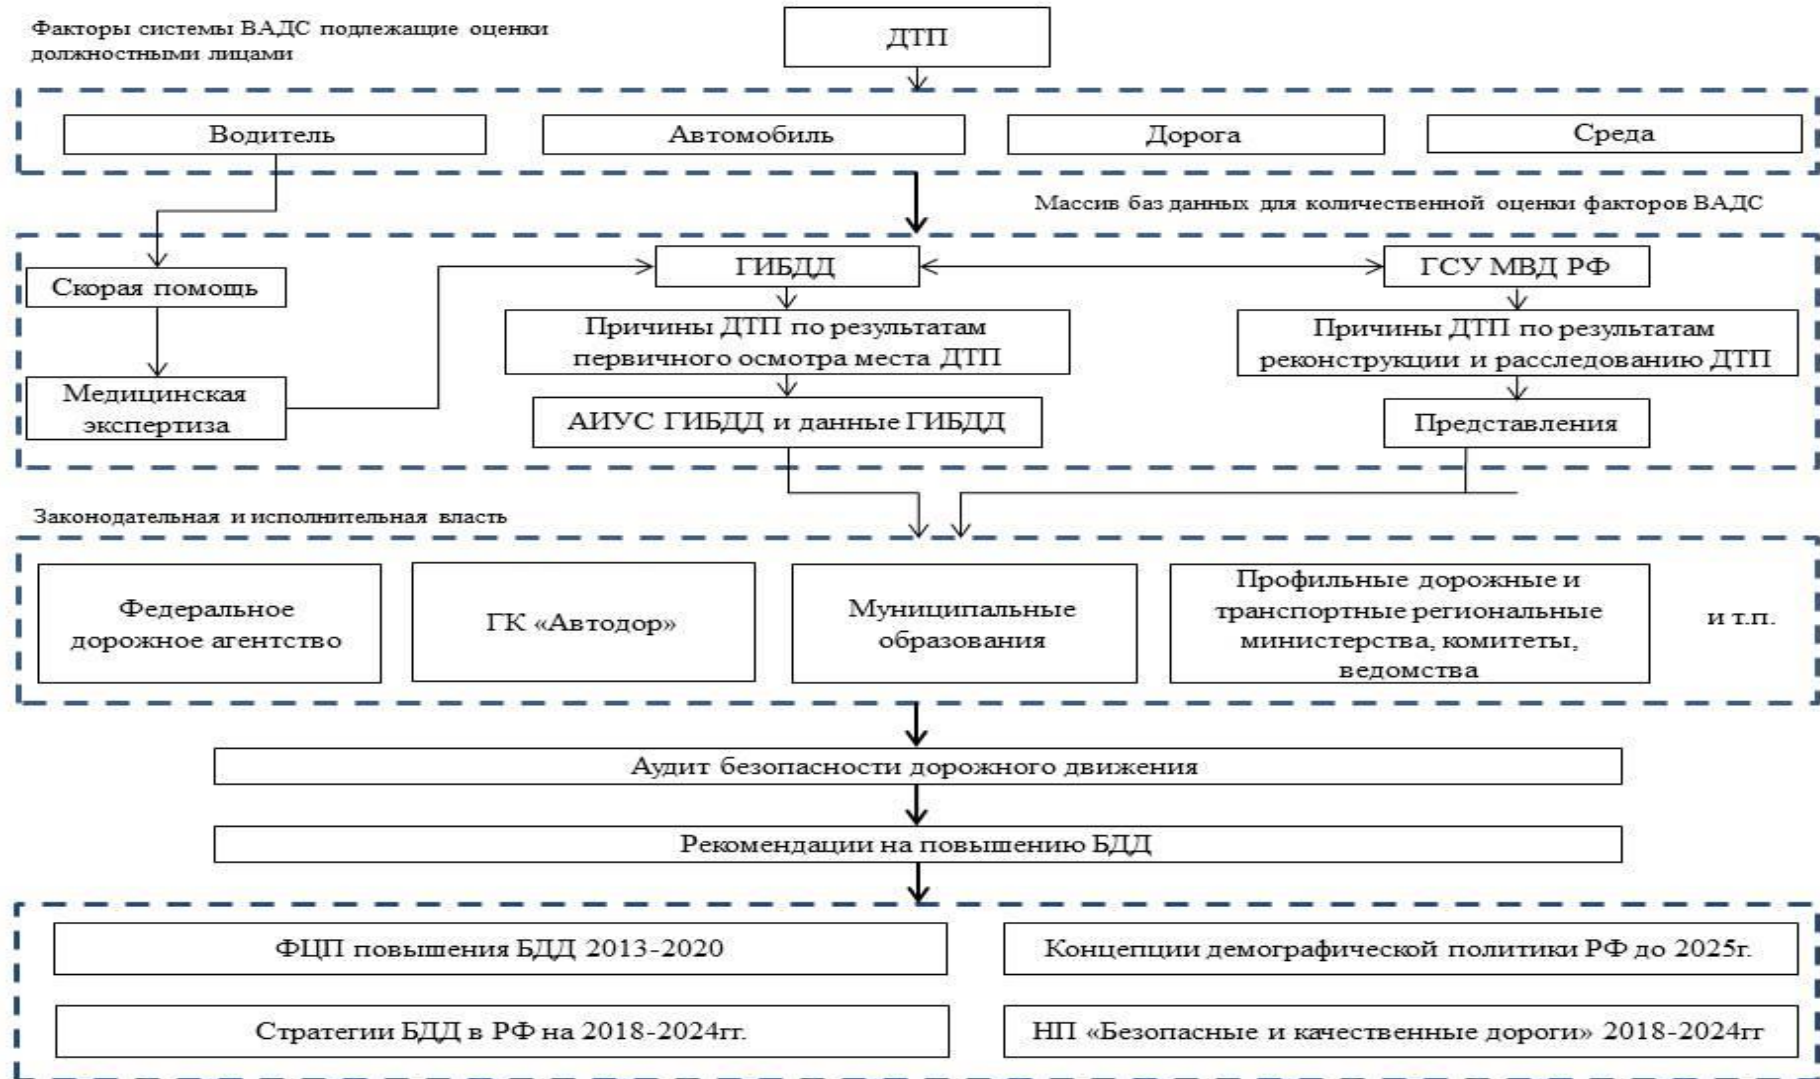 Факторы системы ВАДС подлежащие оценки
должностными лицами
ДТП
Водитель
Автомобиль
Дорога
Среда
Массив баз данных для количественной оценки факторов ВАДС
Скорая помощь
ГИБДД
ГСУ МВД РФ
Причины ДТП по результатам
первичного осмотра места ДТП
Причины ДТП по результатам
реконструкции и расследованию ДТП
Медицинская
экспертиза
АИУС ГИБДД и данные ГИБДД
Представления
Законодательная и исполнительная власть
Федеральное
дорожное агентство
ГК «Автодор»
Муниципальные
образования
Профильные дорожные и
транспортные региональные
министерства, комитеты,
ведомства
и т.п.
Аудит безопасности дорожного движения
Рекомендации на повышению БДД
ФЦП повышения БДД 2013-2020
Концепции демографической политики РФ до 2025г.
Стратегии БДД в РФ на 2018-2024гг.
НП «Безопасные и качественные дороги» 2018-2024гг